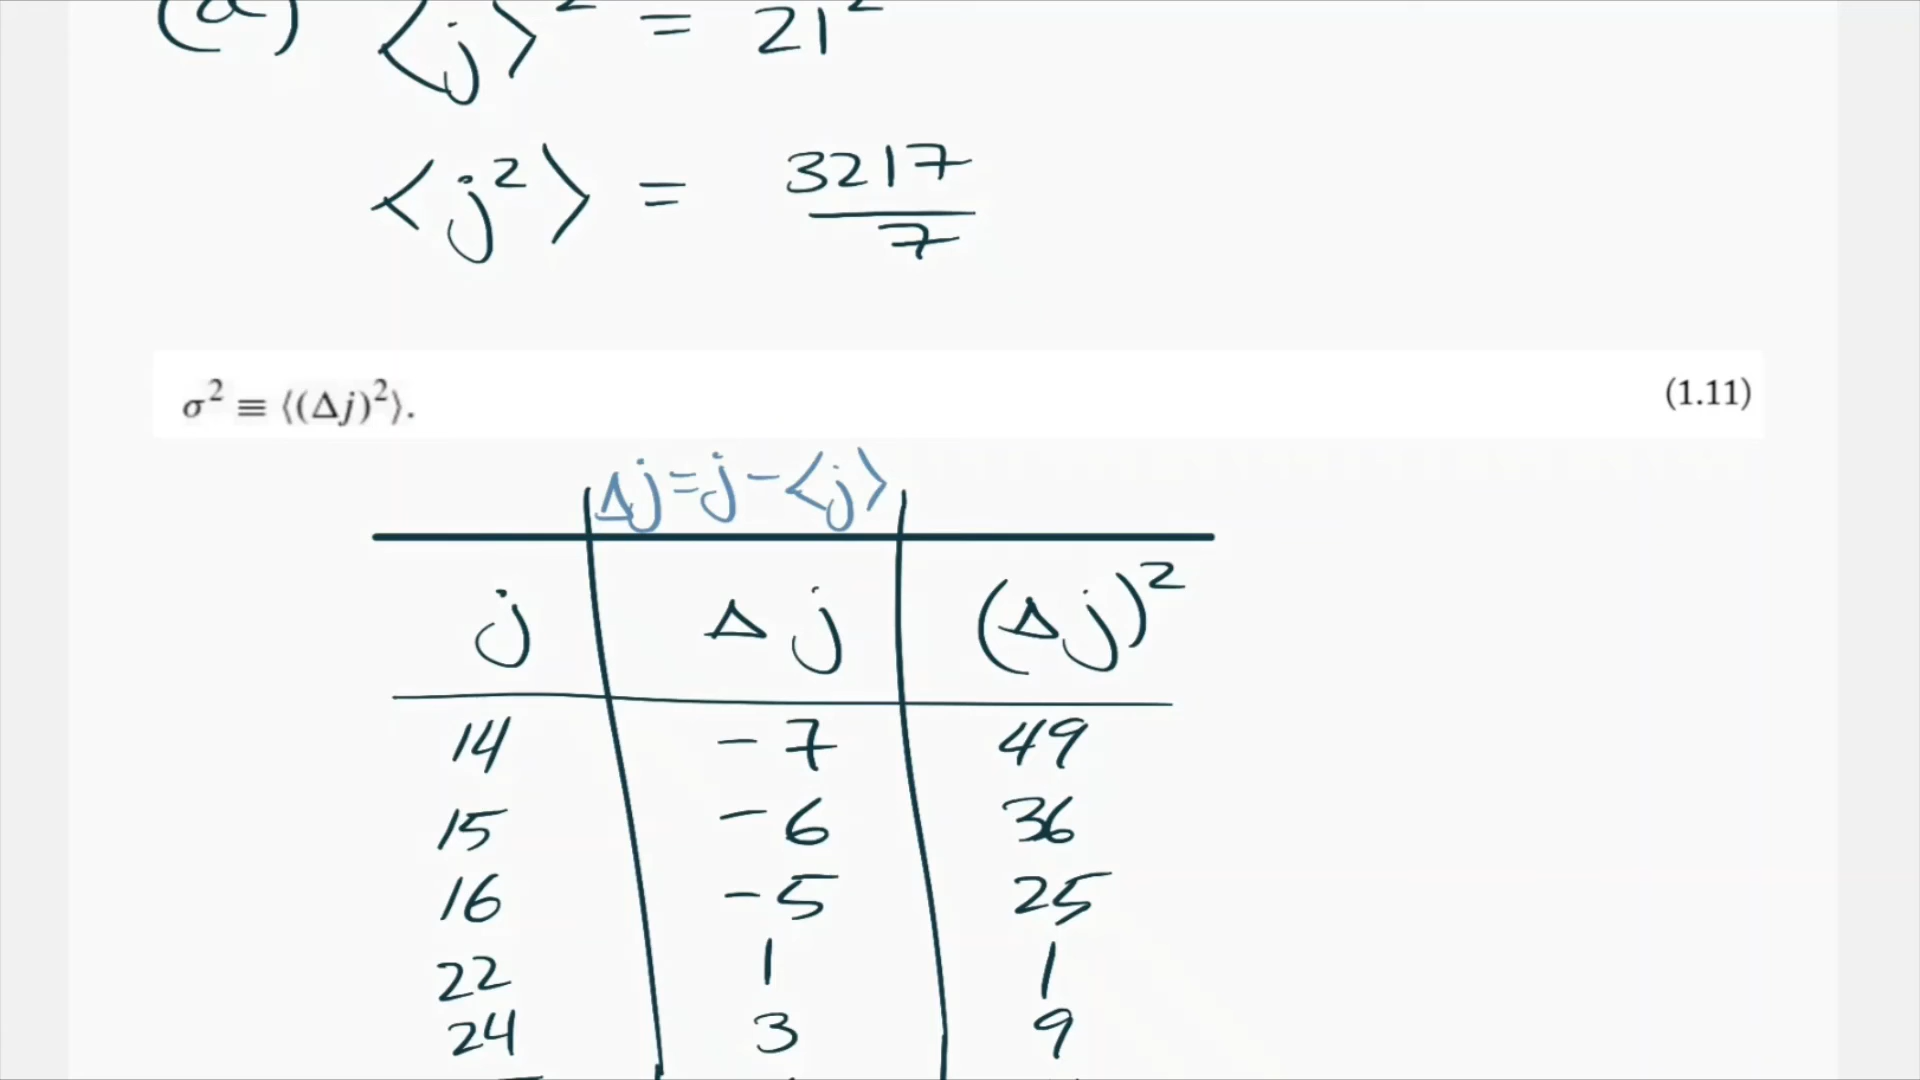 (a) ⟨j⟩² = 21²
⟨j²⟩ = 3217/7
σ² ≡ ⟨(Δj)²⟩. (1.11)
Δj = j - ⟨j⟩
j Δj (Δj)²
14 -7 49
15 -6 36
16 -5 25
22 1 1
24 3 9